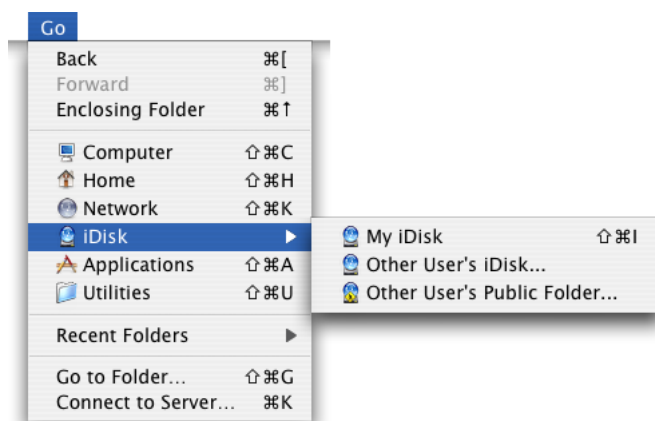 Go
Back ⌘[
Forward ⌘]
Enclosing Folder ⌘↑
Computer ⇧⌘C
Home ⇧⌘H
Network ⇧⌘K
iDisk
Applications ⇧⌘A
Utilities ⇧⌘U
Recent Folders
Go to Folder... ⇧⌘G
Connect to Server... ⌘K
My iDisk ⇧⌘I
Other User's iDisk...
Other User's Public Folder...